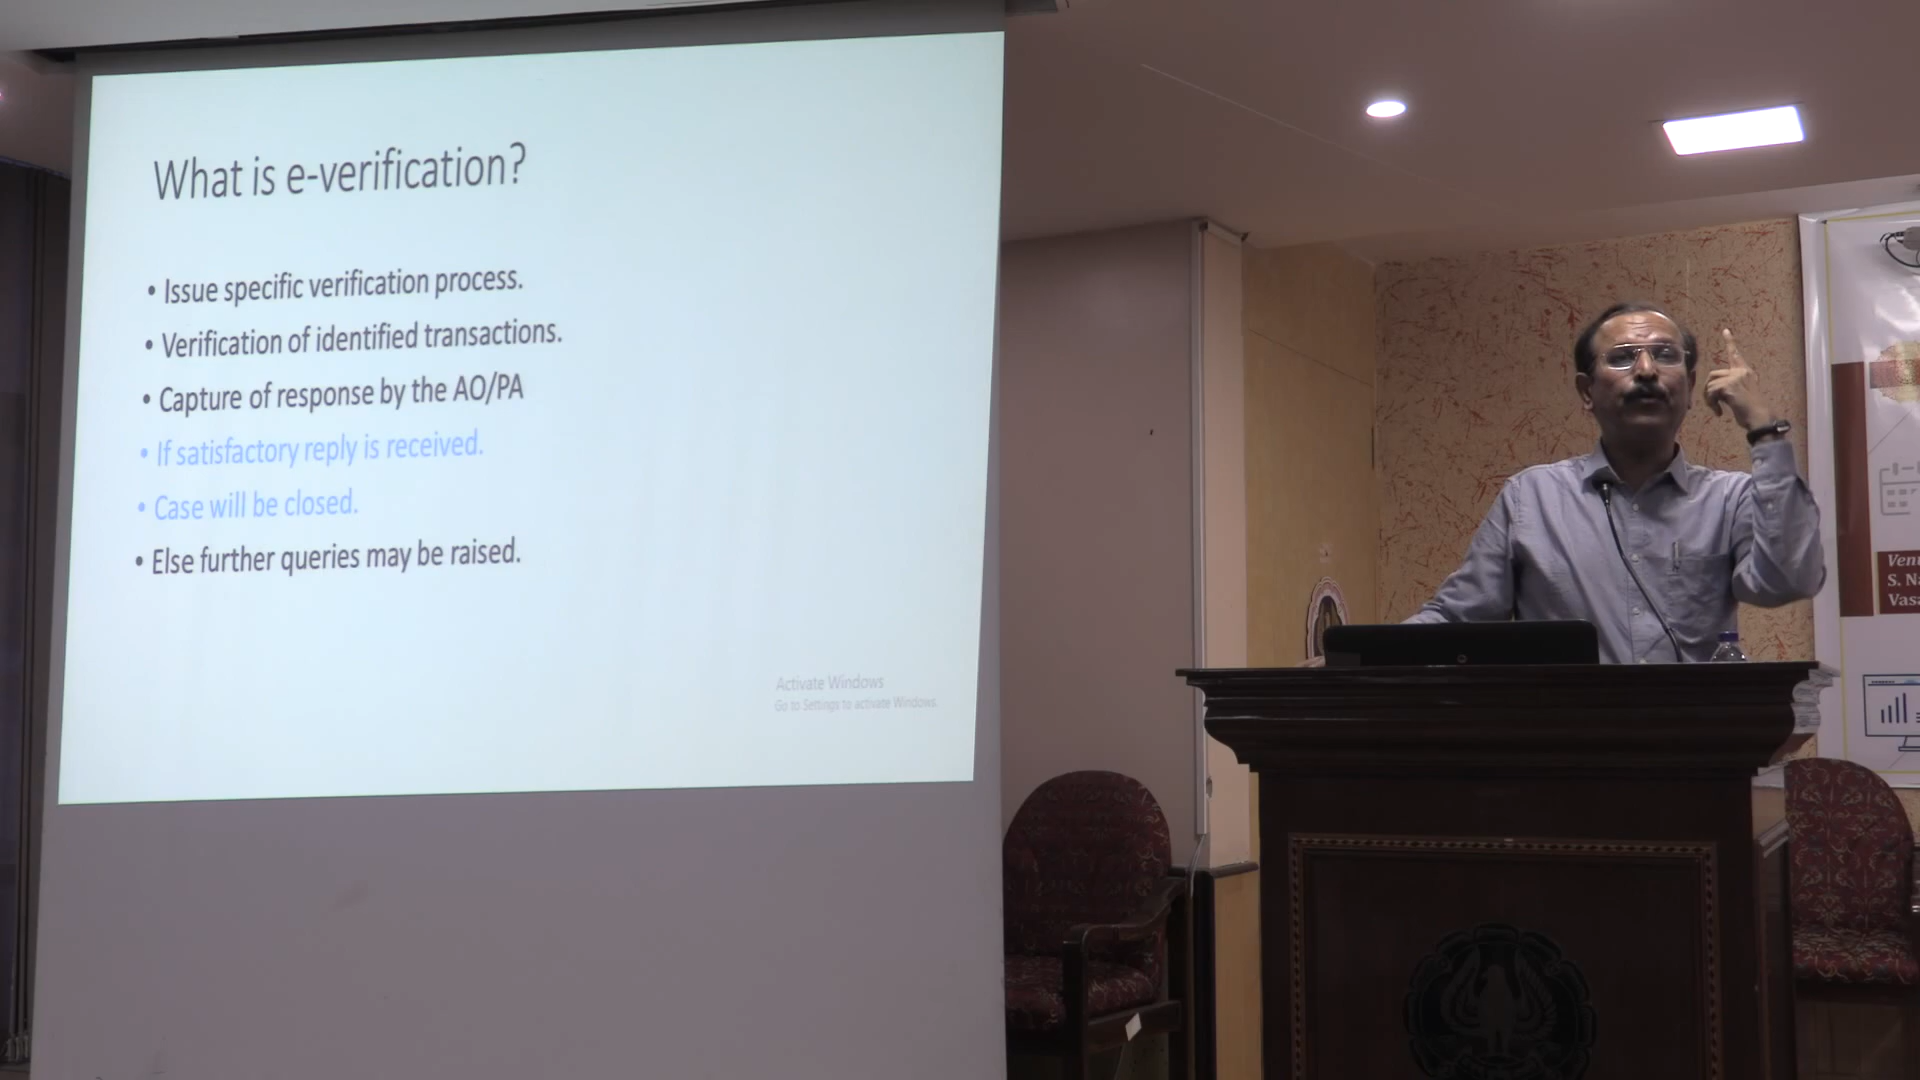 What is e-verification?
• Issue specific verification process.
• Verification of identified transactions.
• Capture of response by the AO/PA
• If satisfactory reply is received.
• Case will be closed.
• Else further queries may be raised.
Activate Windows
Go to Settings to activate Windows.
S.